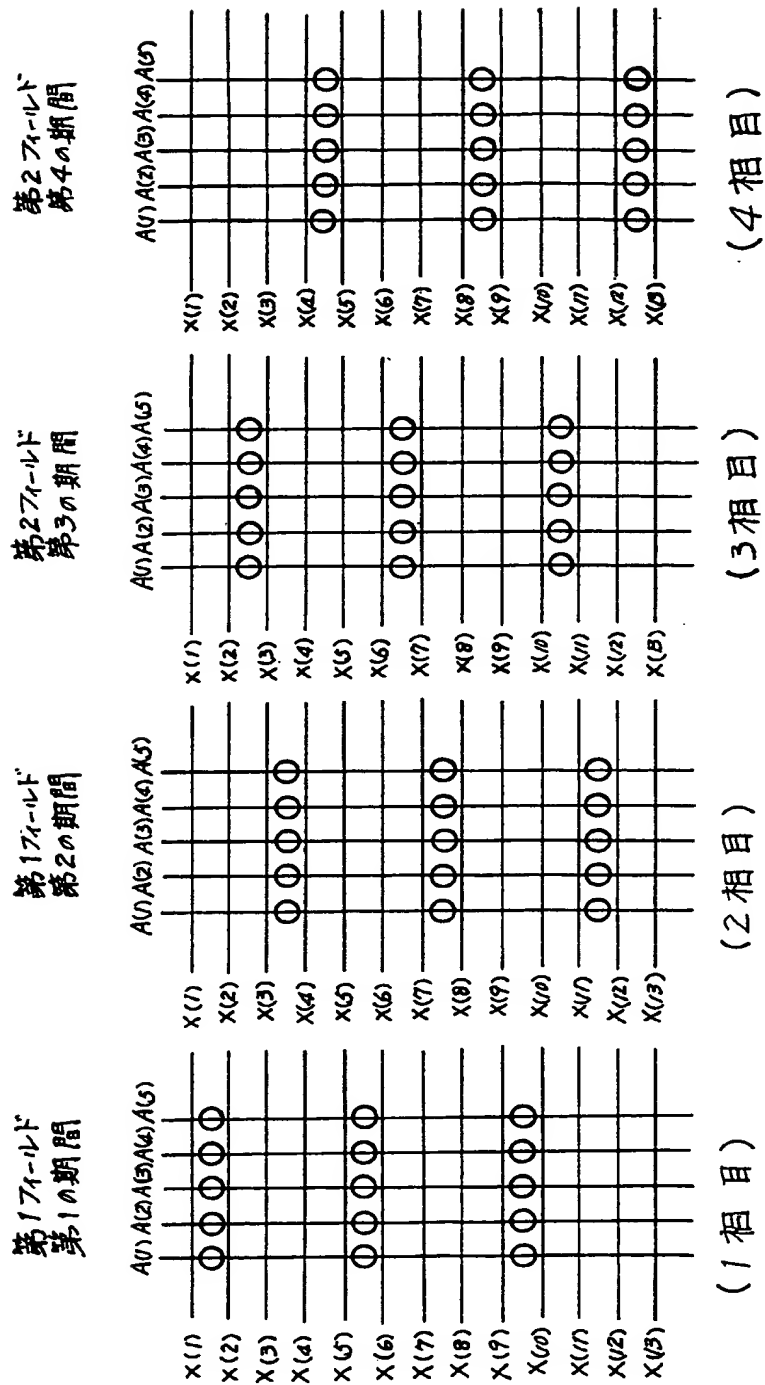 第1フィールド
第1の期間
A(1) A(2) A(3) A(4) A(5)
X(1)
X(2)
X(3)
X(4)
X(5)
X(6)
X(7)
X(8)
X(9)
X(10)
X(11)
X(12)
X(13)
(1相目)
第1フィールド
第2の期間
A(1) A(2) A(3) A(4) A(5)
X(1)
X(2)
X(3)
X(4)
X(5)
X(6)
X(7)
X(8)
X(9)
X(10)
X(11)
X(12)
X(13)
(2相目)
第2フィールド
第3の期間
A(1) A(2) A(3) A(4) A(5)
X(1)
X(2)
X(3)
X(4)
X(5)
X(6)
X(7)
X(8)
X(9)
X(10)
X(11)
X(12)
X(13)
(3相目)
第2フィールド
第4の期間
A(1) A(2) A(3) A(4) A(5)
X(1)
X(2)
X(3)
X(4)
X(5)
X(6)
X(7)
X(8)
X(9)
X(10)
X(11)
X(12)
X(13)
(4相目)